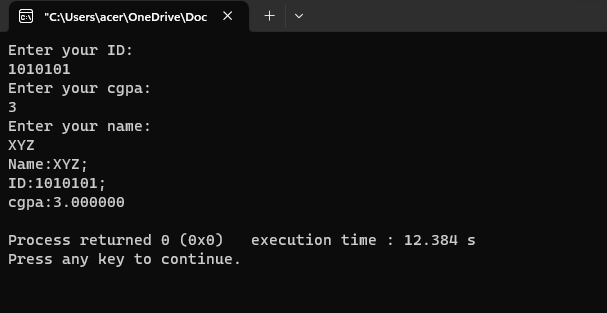 "C:\Users\acer\OneDrive\Doc
Enter your ID:
1010101
Enter your cgpa:
3
Enter your name:
XYZ
Name:XYZ;
ID:1010101;
cgpa:3.000000
Process returned 0 (0x0)   execution time : 12.384 s
Press any key to continue.